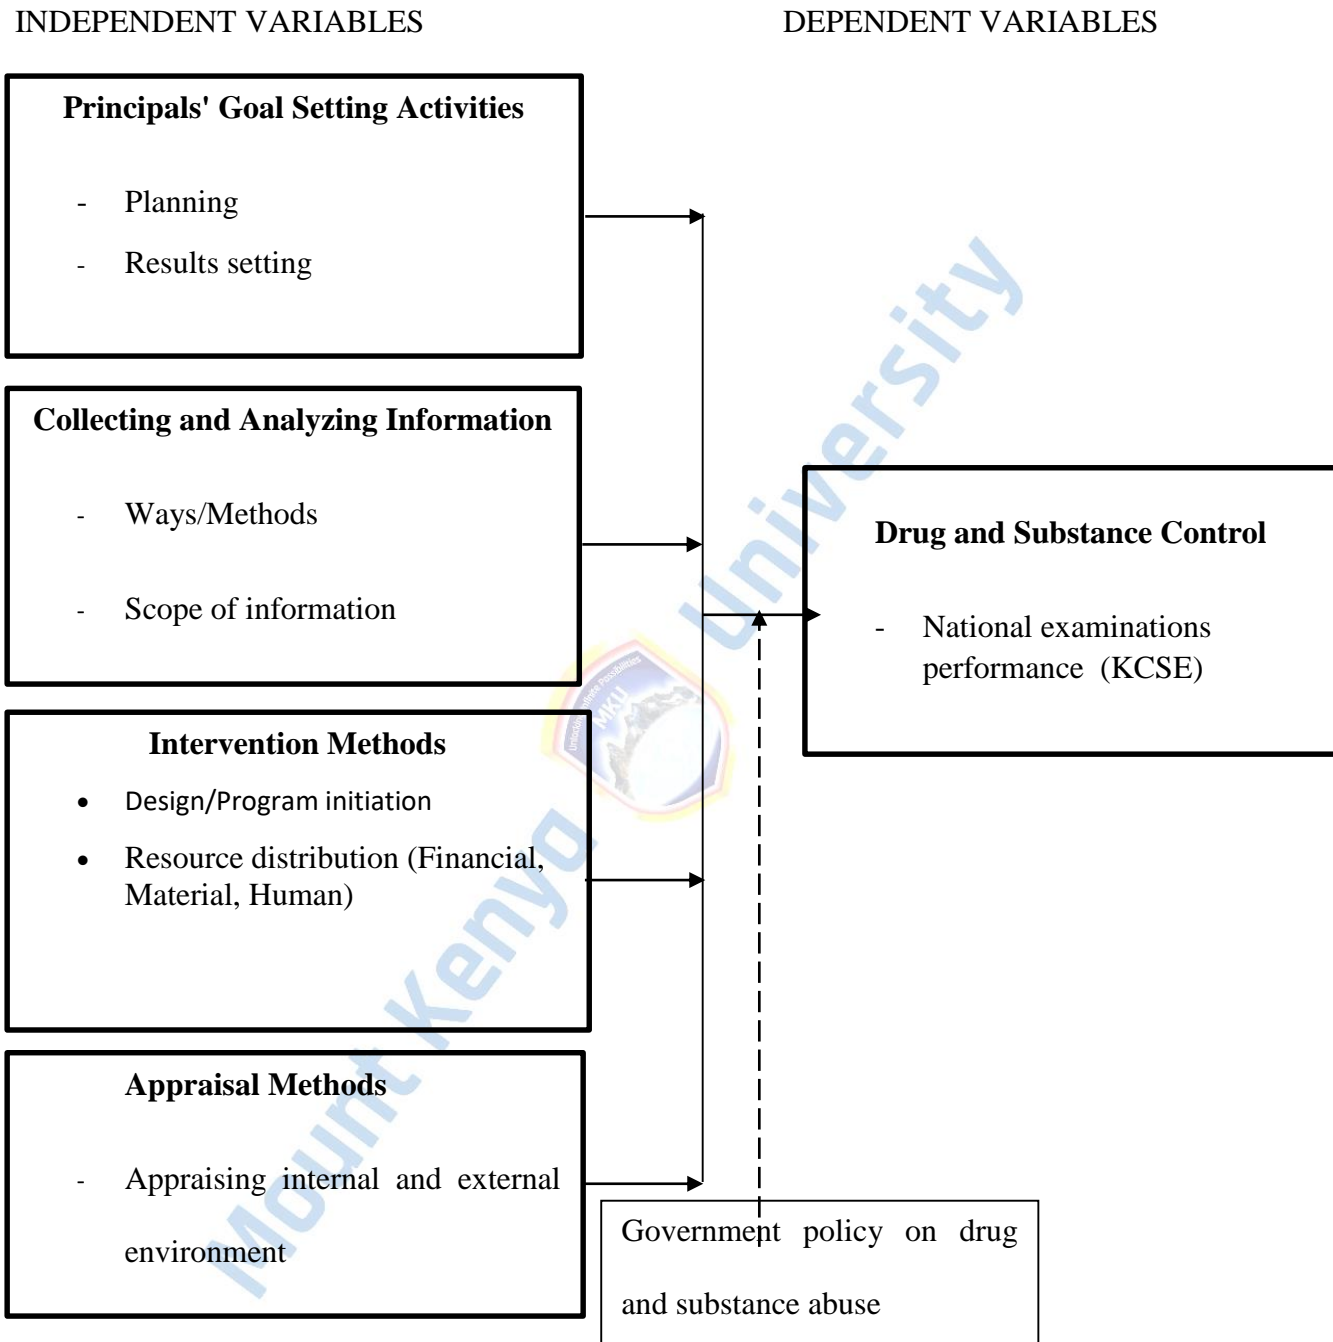 INDEPENDENT VARIABLES
DEPENDENT VARIABLES
Principals' Goal Setting Activities
- Planning
- Results setting
Collecting and Analyzing Information
- Ways/Methods
- Scope of information
Intervention Methods
• Design/Program initiation
• Resource distribution (Financial,
Material, Human)
Appraisal Methods
- Appraising internal and external
environment
Drug and Substance Control
- National examinations
performance (KCSE)
Government policy on drug
and substance abuse
Mount Kenya University
MKU